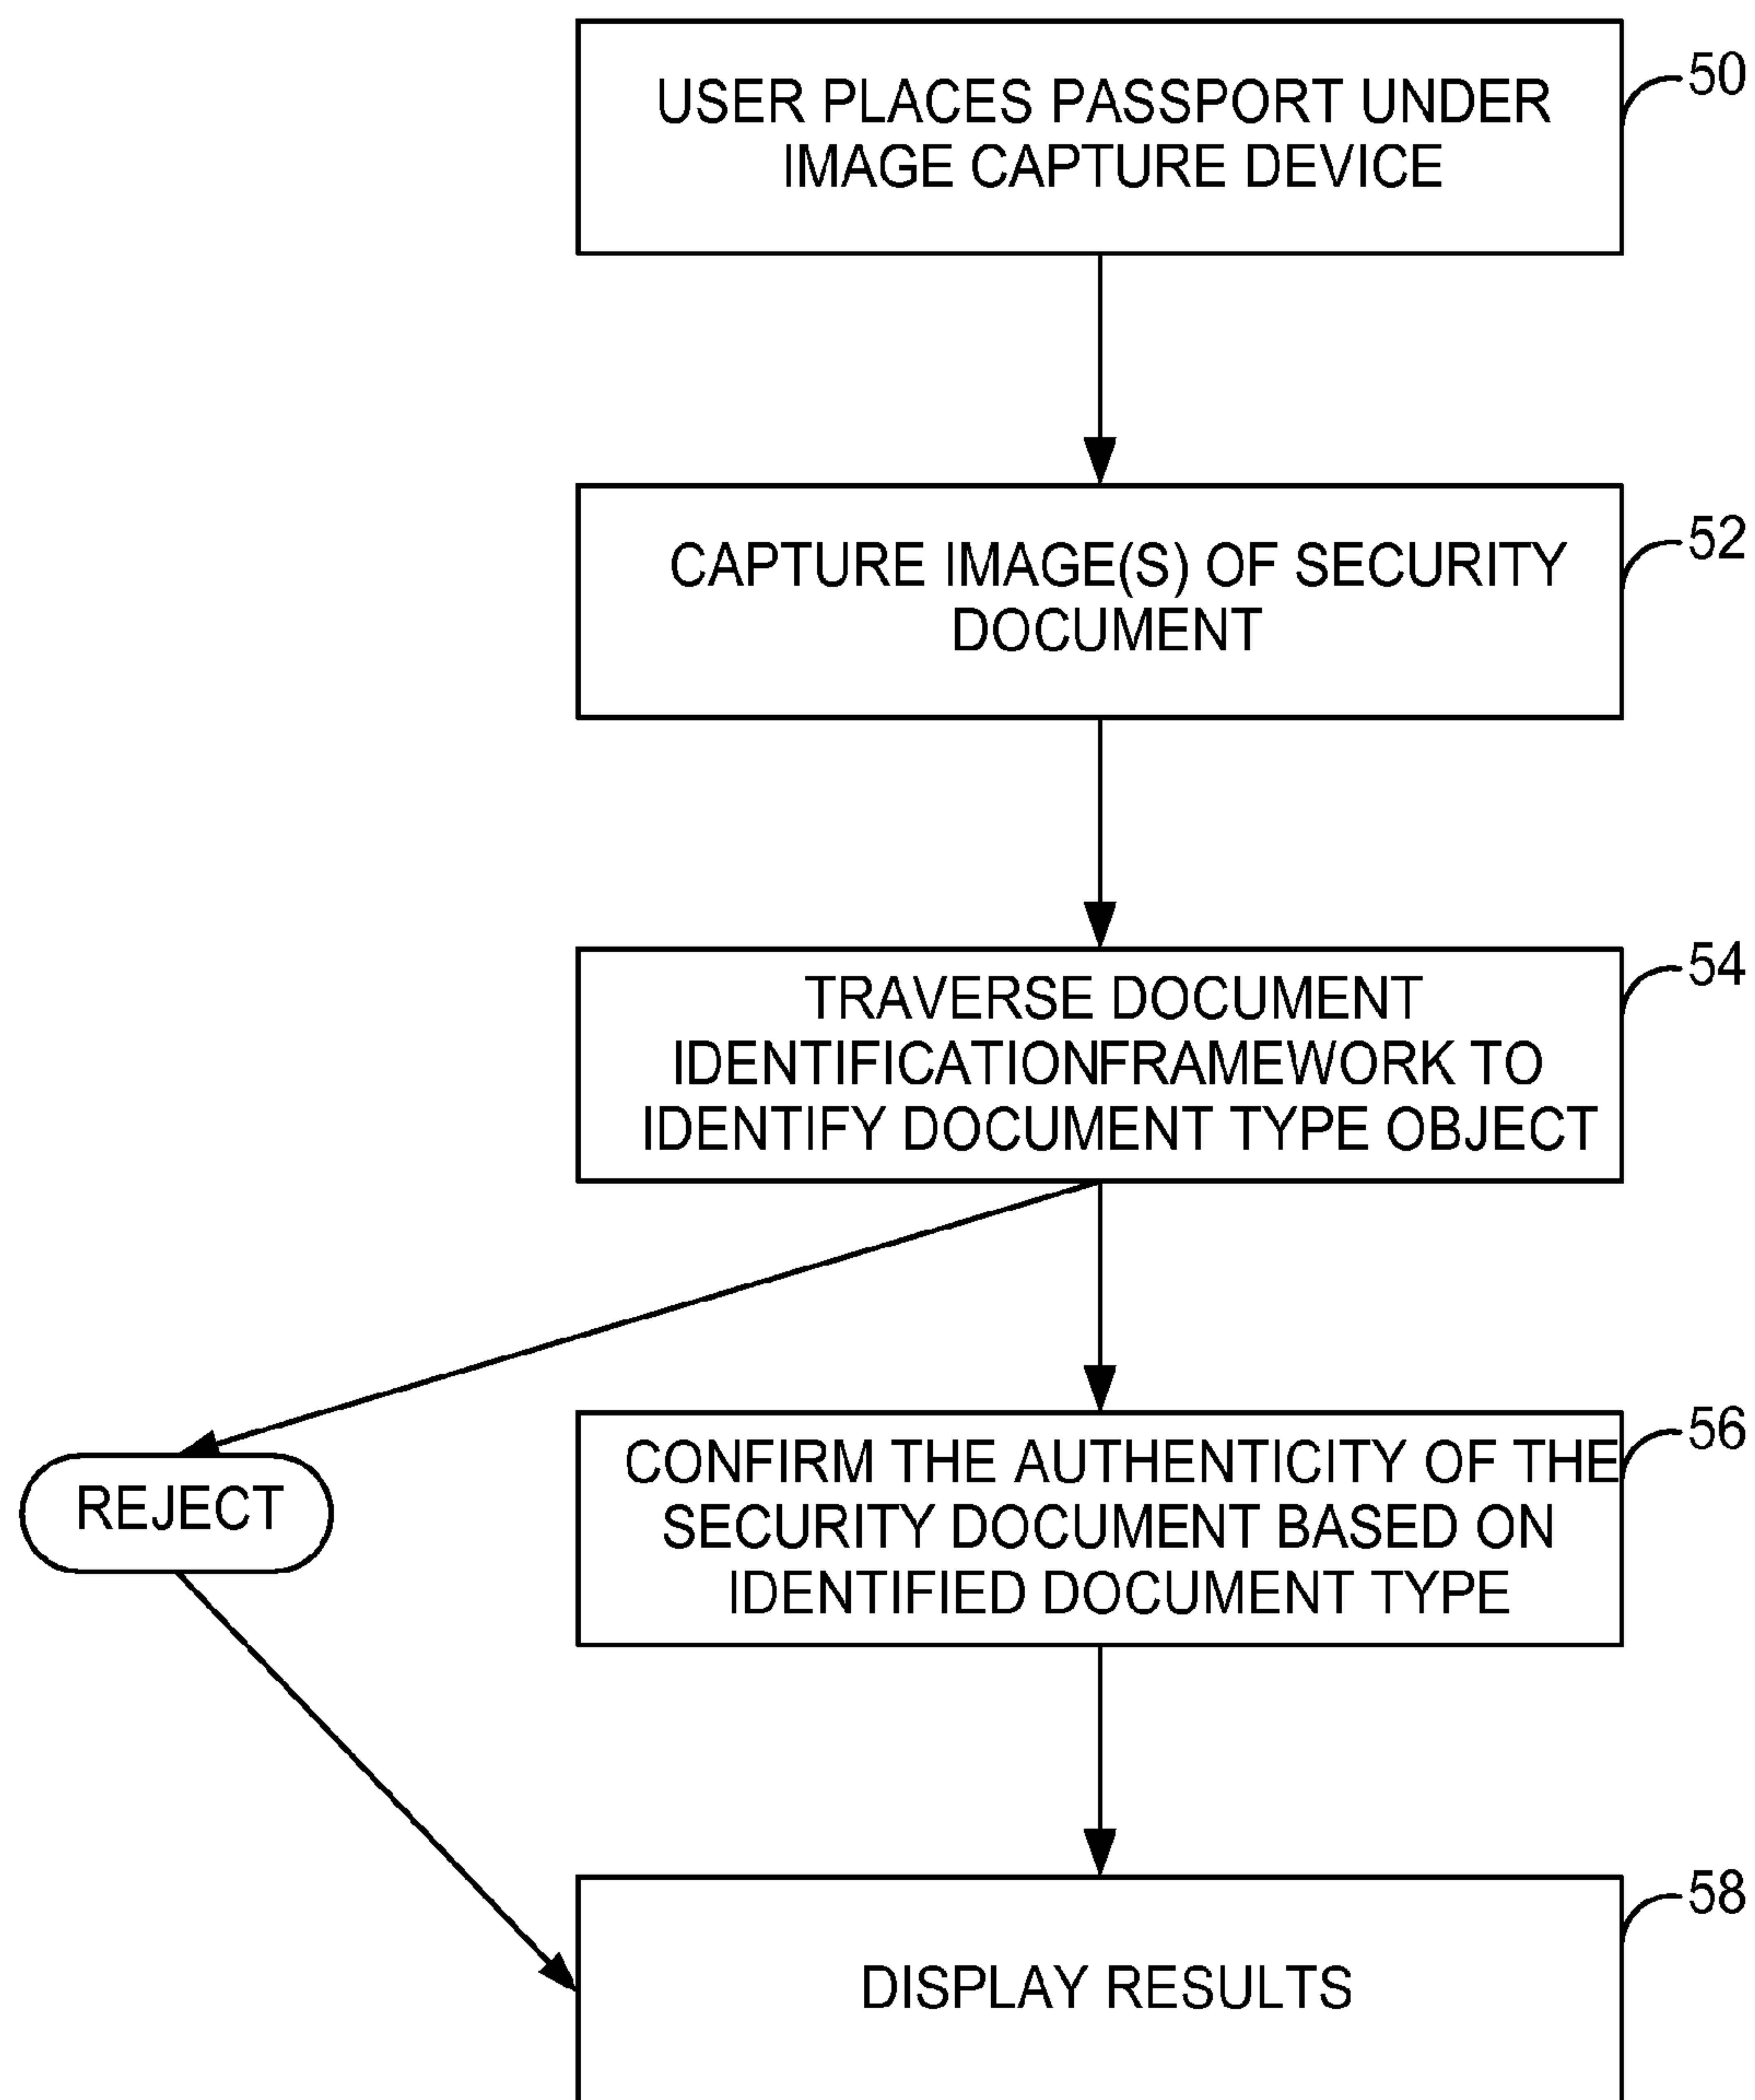 USER PLACES PASSPORT UNDER
IMAGE CAPTURE DEVICE
50
CAPTURE IMAGE(S) OF SECURITY
DOCUMENT
52
TRAVERSE DOCUMENT
IDENTIFICATIONFRAMEWORK TO
IDENTIFY DOCUMENT TYPE OBJECT
54
CONFIRM THE AUTHENTICITY OF THE
SECURITY DOCUMENT BASED ON
IDENTIFIED DOCUMENT TYPE
56
REJECT
DISPLAY RESULTS
58